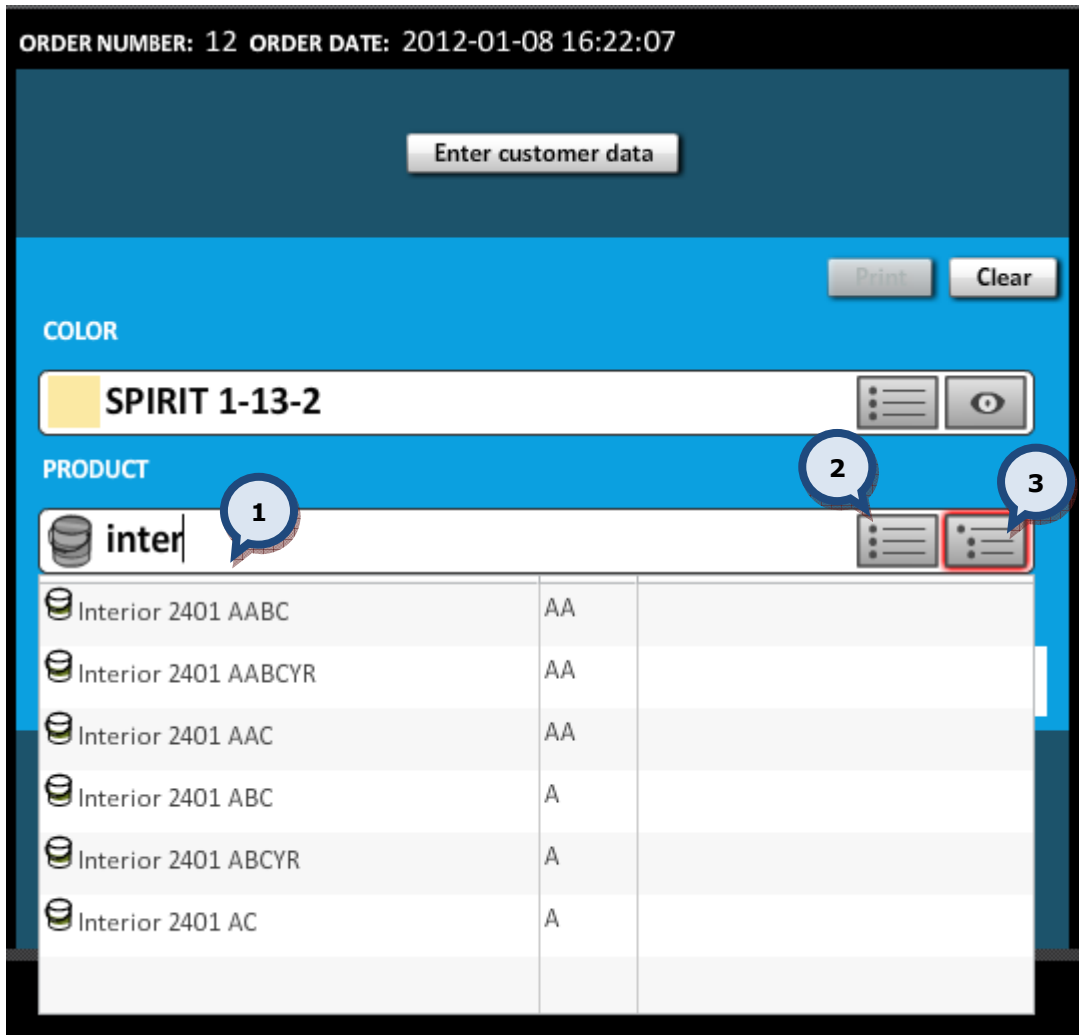 ORDER NUMBER: 12 ORDER DATE: 2012-01-08 16:22:07
Enter customer data
Print Clear
COLOR
SPIRIT 1-13-2
PRODUCT
1 2 3
inter
Interior 2401 AABC AA
Interior 2401 AABCYR AA
Interior 2401 AAC AA
Interior 2401 ABC A
Interior 2401 ABCYR A
Interior 2401 AC A